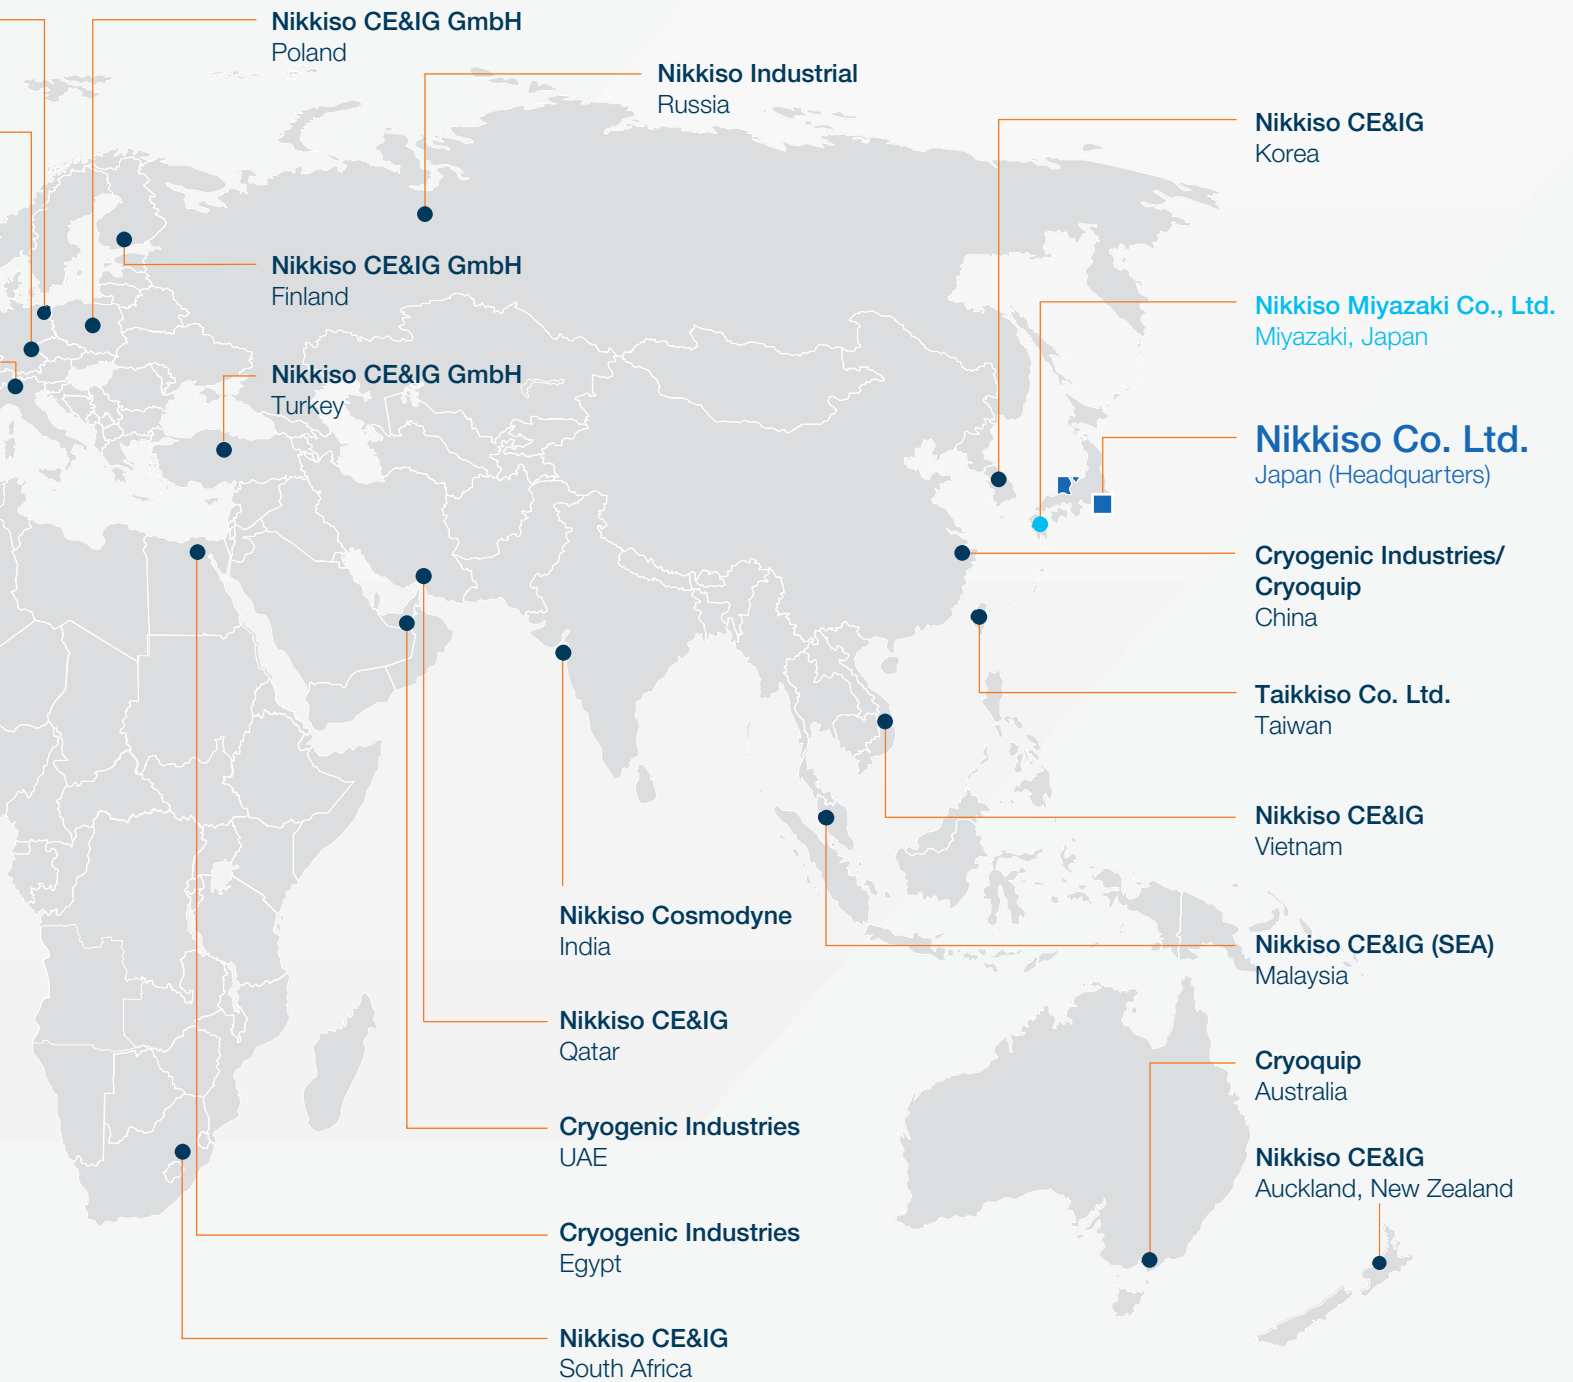 Nikkiso CE&IG GmbH
Poland
Nikkiso Industrial
Russia
Nikkiso CE&IG
Korea
Nikkiso CE&IG GmbH
Finland
Nikkiso Miyazaki Co., Ltd.
Miyazaki, Japan
Nikkiso CE&IG GmbH
Turkey
Nikkiso Co. Ltd.
Japan (Headquarters)
Cryogenic Industries/
Cryoquip
China
Taikkiso Co. Ltd.
Taiwan
Nikkiso CE&IG
Vietnam
Nikkiso Cosmodyne
India
Nikkiso CE&IG (SEA)
Malaysia
Nikkiso CE&IG
Qatar
Cryoquip
Australia
Cryogenic Industries
UAE
Nikkiso CE&IG
Auckland, New Zealand
Cryogenic Industries
Egypt
Nikkiso CE&IG
South Africa